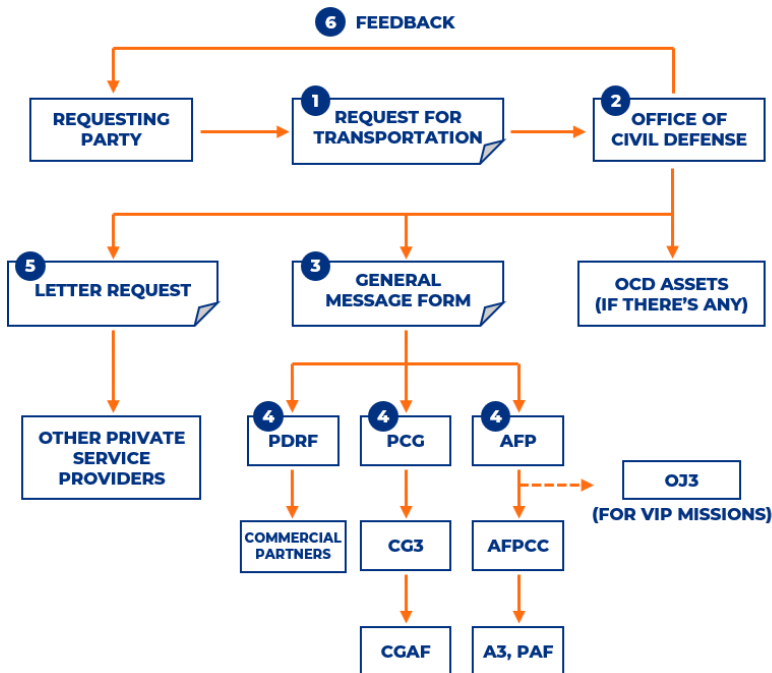 6 FEEDBACK
REQUESTING
PARTY
1
REQUEST FOR
TRANSPORTATION
2
OFFICE OF
CIVIL DEFENSE
5
LETTER REQUEST
3
GENERAL
MESSAGE FORM
OCD ASSETS
(IF THERE'S ANY)
OTHER PRIVATE
SERVICE
PROVIDERS
4
PDRF
4
PCG
4
AFP
OJ3
(FOR VIP MISSIONS)
COMMERCIAL
PARTNERS
CG3
AFPCC
CGAF
A3, PAF